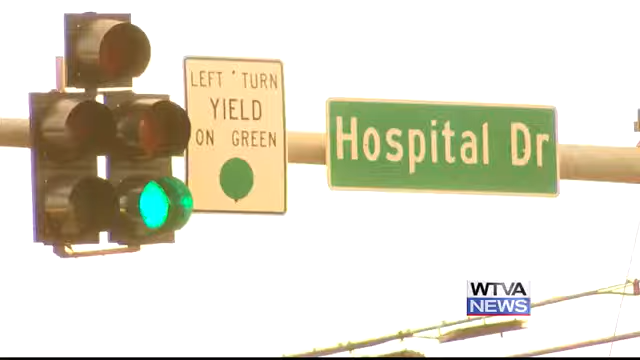 LEFT TURN
YIELD
ON GREEN
Hospital Dr
WTVA
NEWS